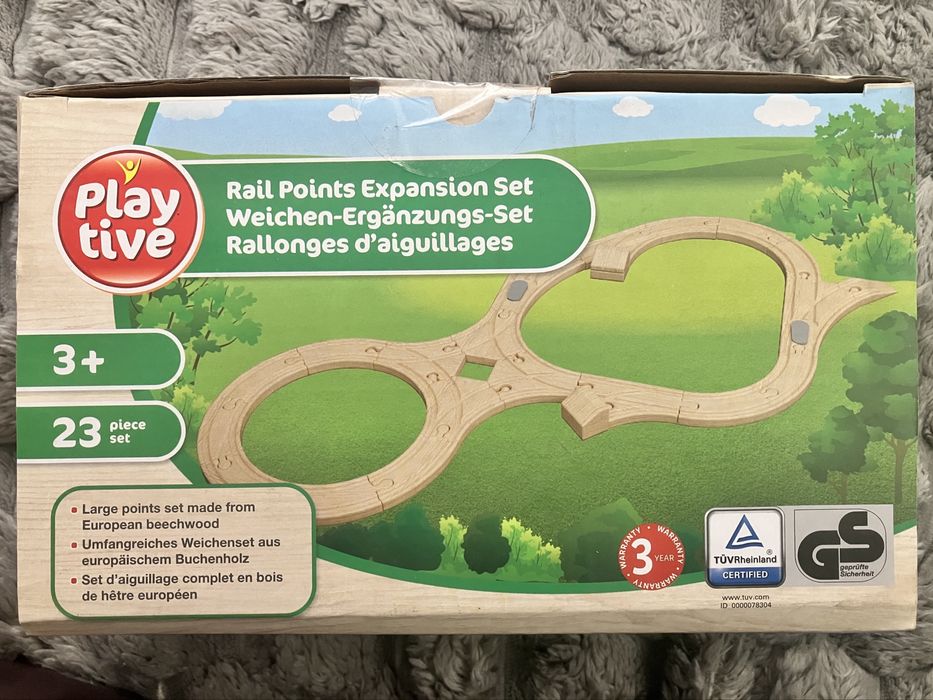 Play
tive
Rail Points Expansion Set
Weichen-Ergänzungs-Set
Rallonges d'aiguillages
3+
23 piece
set
Large points set made from
European beechwood
Umfangreiches Weichenset aus
europäischem Buchenholz
Set d'aiguillage complet en bois
de hêtre européen
WARRANTY • WARRANTY • WARRANTY •
3 YEAR
TÜVRheinland®
CERTIFIED
GS
geprüfte
Sicherheit
www.tuv.com
ID 0000078304